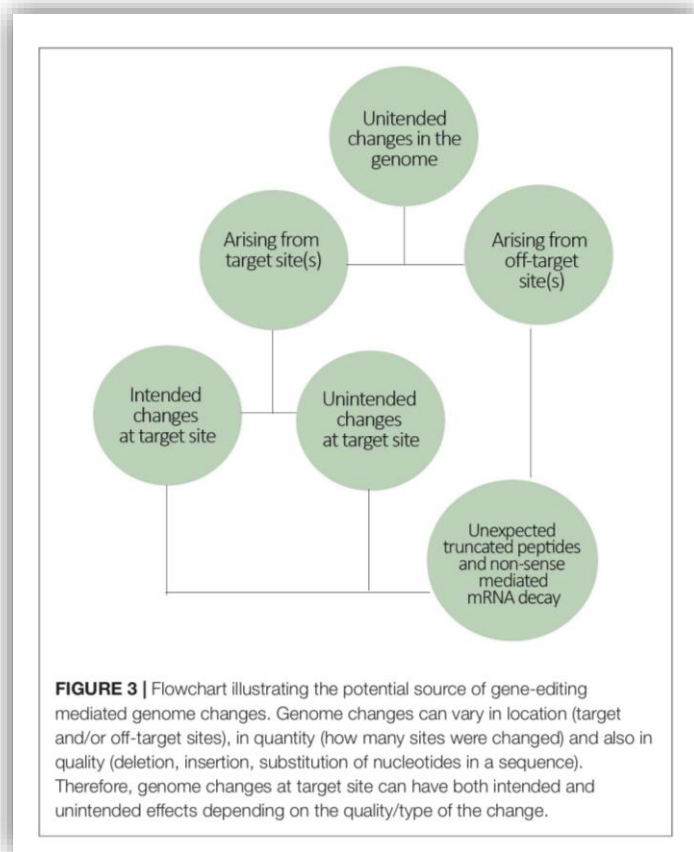 Unitended
changes in the
genome
Arising from
target site(s)
Arising from
off-target
site(s)
Intended
changes
at target site
Unintended
changes
at target site
Unexpected
truncated peptides
and non-sense
mediated
mRNA decay
FIGURE 3 | Flowchart illustrating the potential source of gene-editing
mediated genome changes. Genome changes can vary in location (target
and/or off-target sites), in quantity (how many sites were changed) and also in
quality (deletion, insertion, substitution of nucleotides in a sequence).
Therefore, genome changes at target site can have both intended and
unintended effects depending on the quality/type of the change.